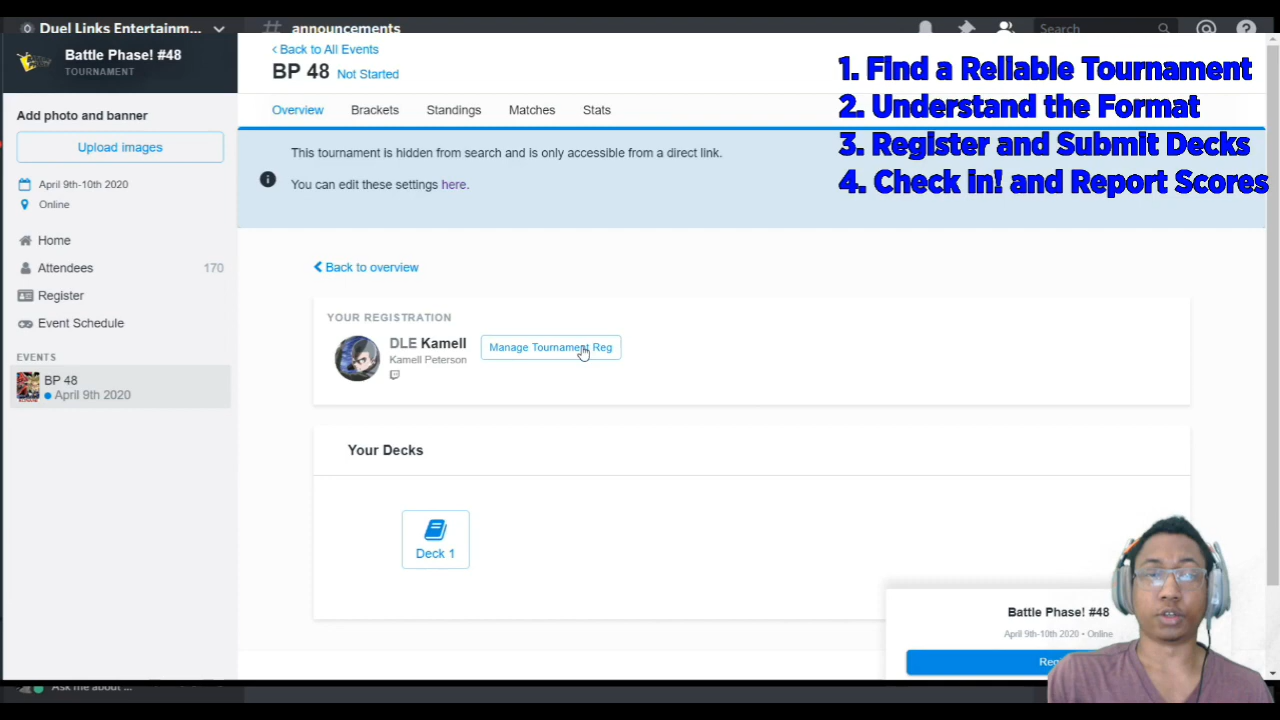 Duel Links Entertainm...
announcements
Search
Battle Phase! #48
TOURNAMENT
Add photo and banner
Upload images
April 9th-10th 2020
Online
Home
Attendees 170
Register
Event Schedule
EVENTS
BP 48
April 9th 2020
Back to All Events
BP 48 Not Started
Overview Brackets Standings Matches Stats
This tournament is hidden from search and is only accessible from a direct link.
You can edit these settings here.
Back to overview
YOUR REGISTRATION
DLE Kamell
Kamell Peterson
Manage Tournament Reg
Your Decks
Deck 1
1. Find a Reliable Tournament
2. Understand the Format
3. Register and Submit Decks
4. Check in! and Report Scores
Battle Phase! #48
April 9th-10th 2020 • Online
Reg
Ask me about ...